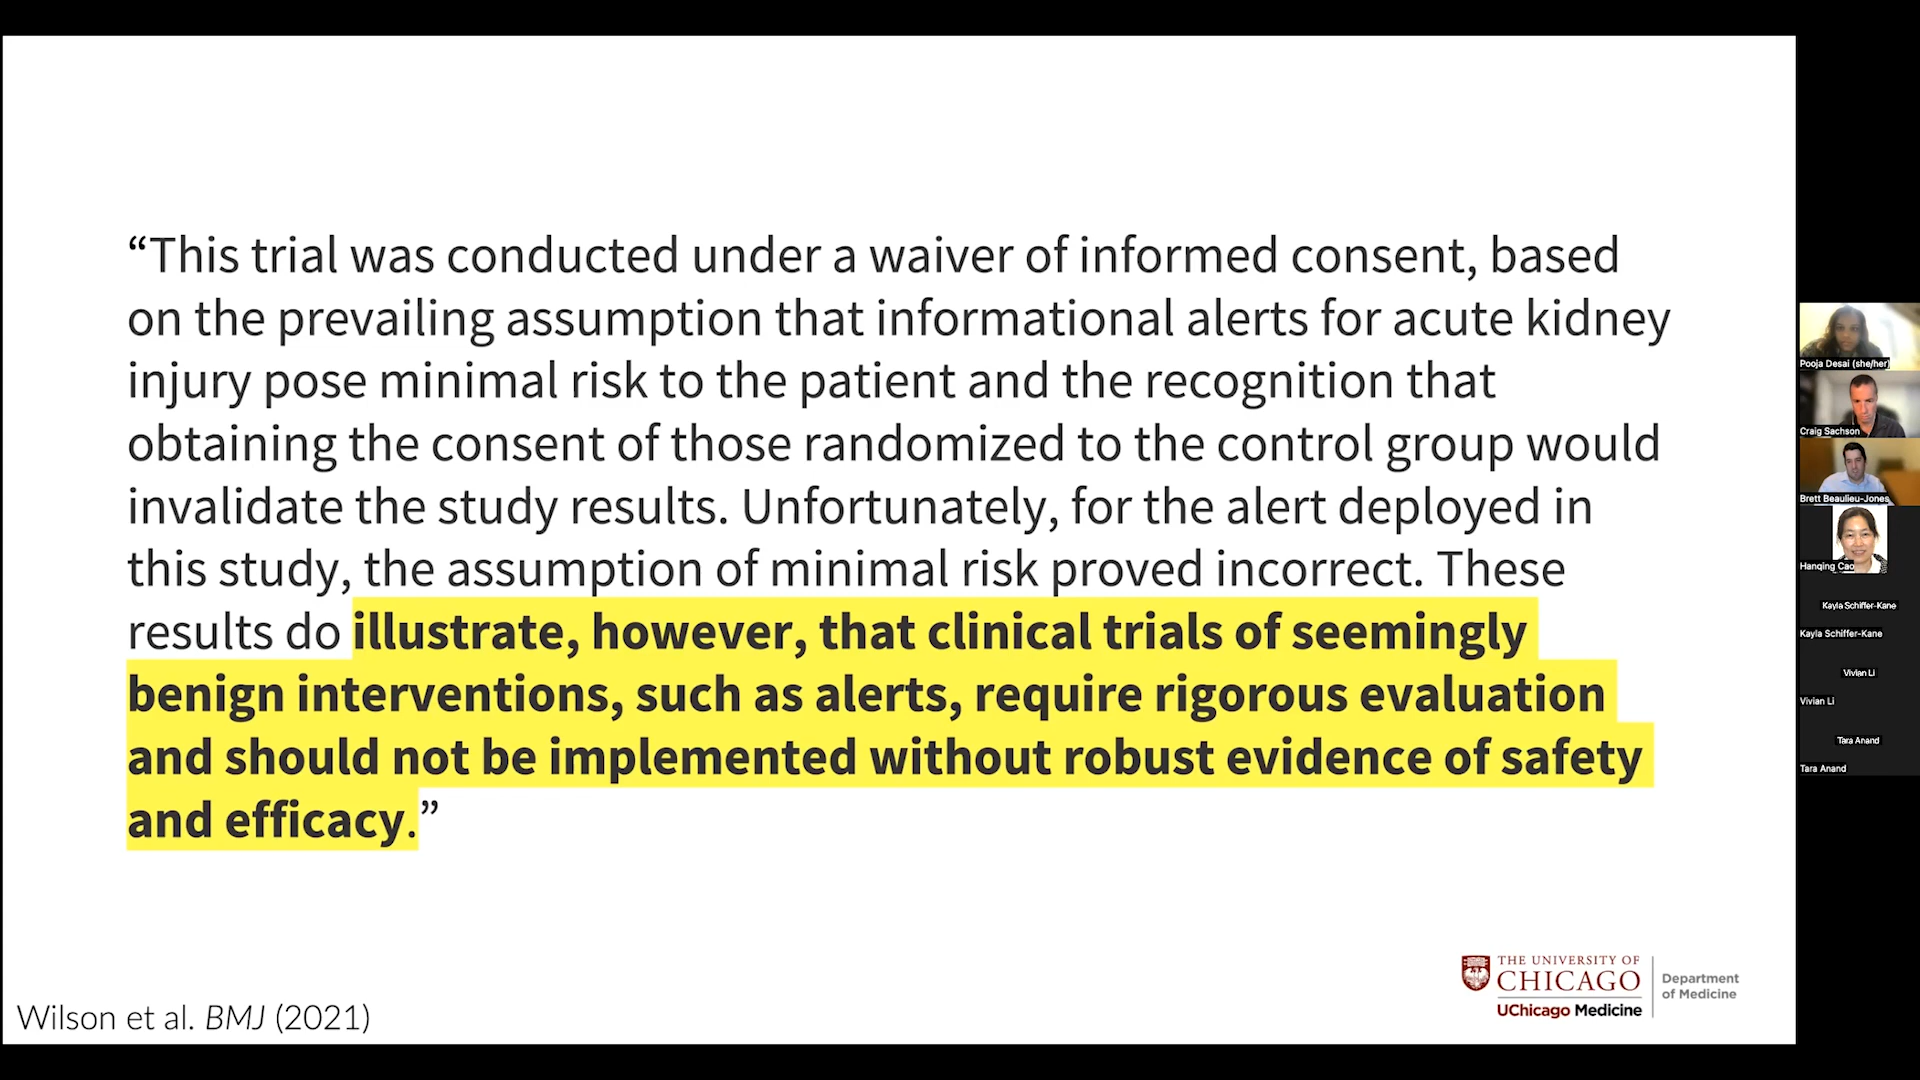 “This trial was conducted under a waiver of informed consent, based
on the prevailing assumption that informational alerts for acute kidney
injury pose minimal risk to the patient and the recognition that
obtaining the consent of those randomized to the control group would
invalidate the study results. Unfortunately, for the alert deployed in
this study, the assumption of minimal risk proved incorrect. These
results do illustrate, however, that clinical trials of seemingly
benign interventions, such as alerts, require rigorous evaluation
and should not be implemented without robust evidence of safety
and efficacy.”
Wilson et al. BMJ (2021)
THE UNIVERSITY OF
CHICAGO
UChicago Medicine
Department
of Medicine
Pooja Desai (she/her)
Craig Sachson
Brett Beaulieu-Jones
Hanqing Cao
Kayla Schiffer-Kane
Kayla Schiffer-Kane
Vivian Li
Vivian Li
Tara Anand
Tara Anand